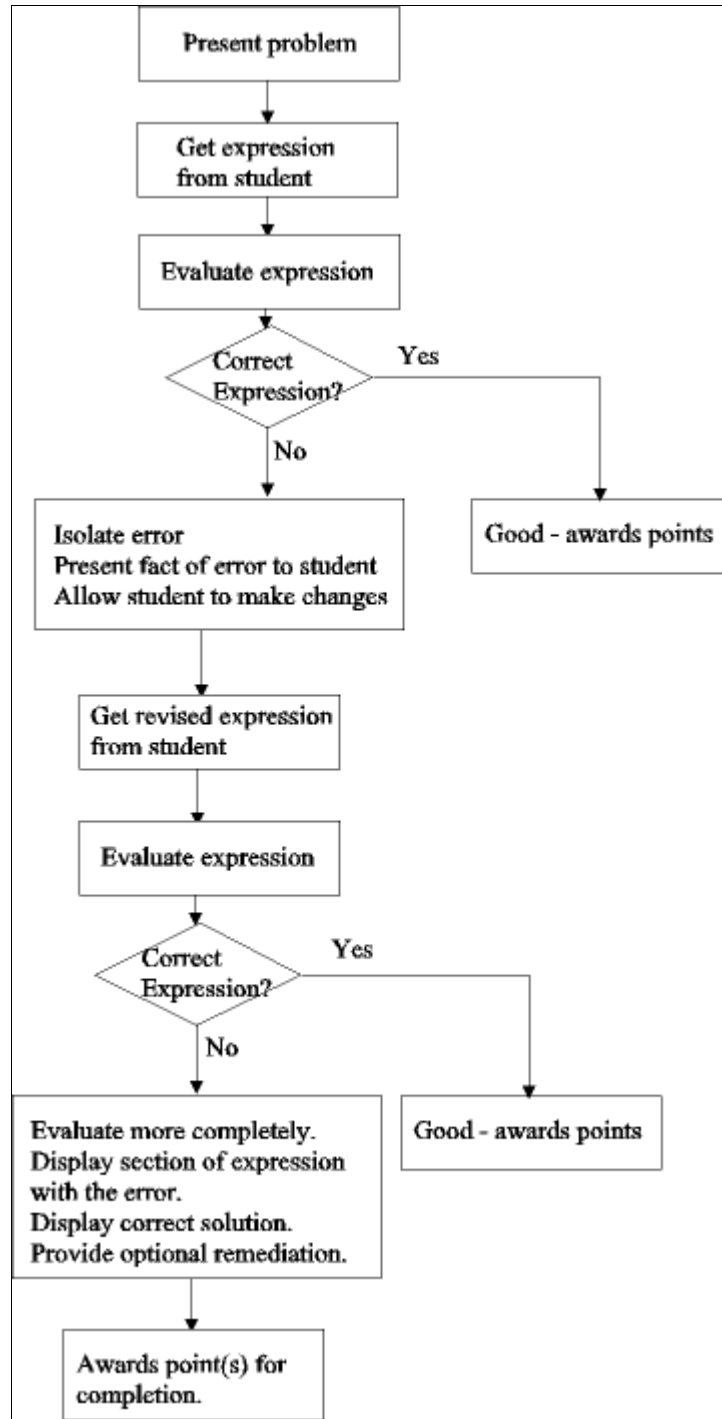 Present problem
Get expression
from student
Evaluate expression
Correct
Expression?
Yes
No
Isolate error
Present fact of error to student
Allow student to make changes
Good - awards points
Get revised expression
from student
Evaluate expression
Correct
Expression?
Yes
No
Evaluate more completely.
Display section of expression
with the error.
Display correct solution.
Provide optional remediation.
Good - awards points
Awards point(s) for
completion.